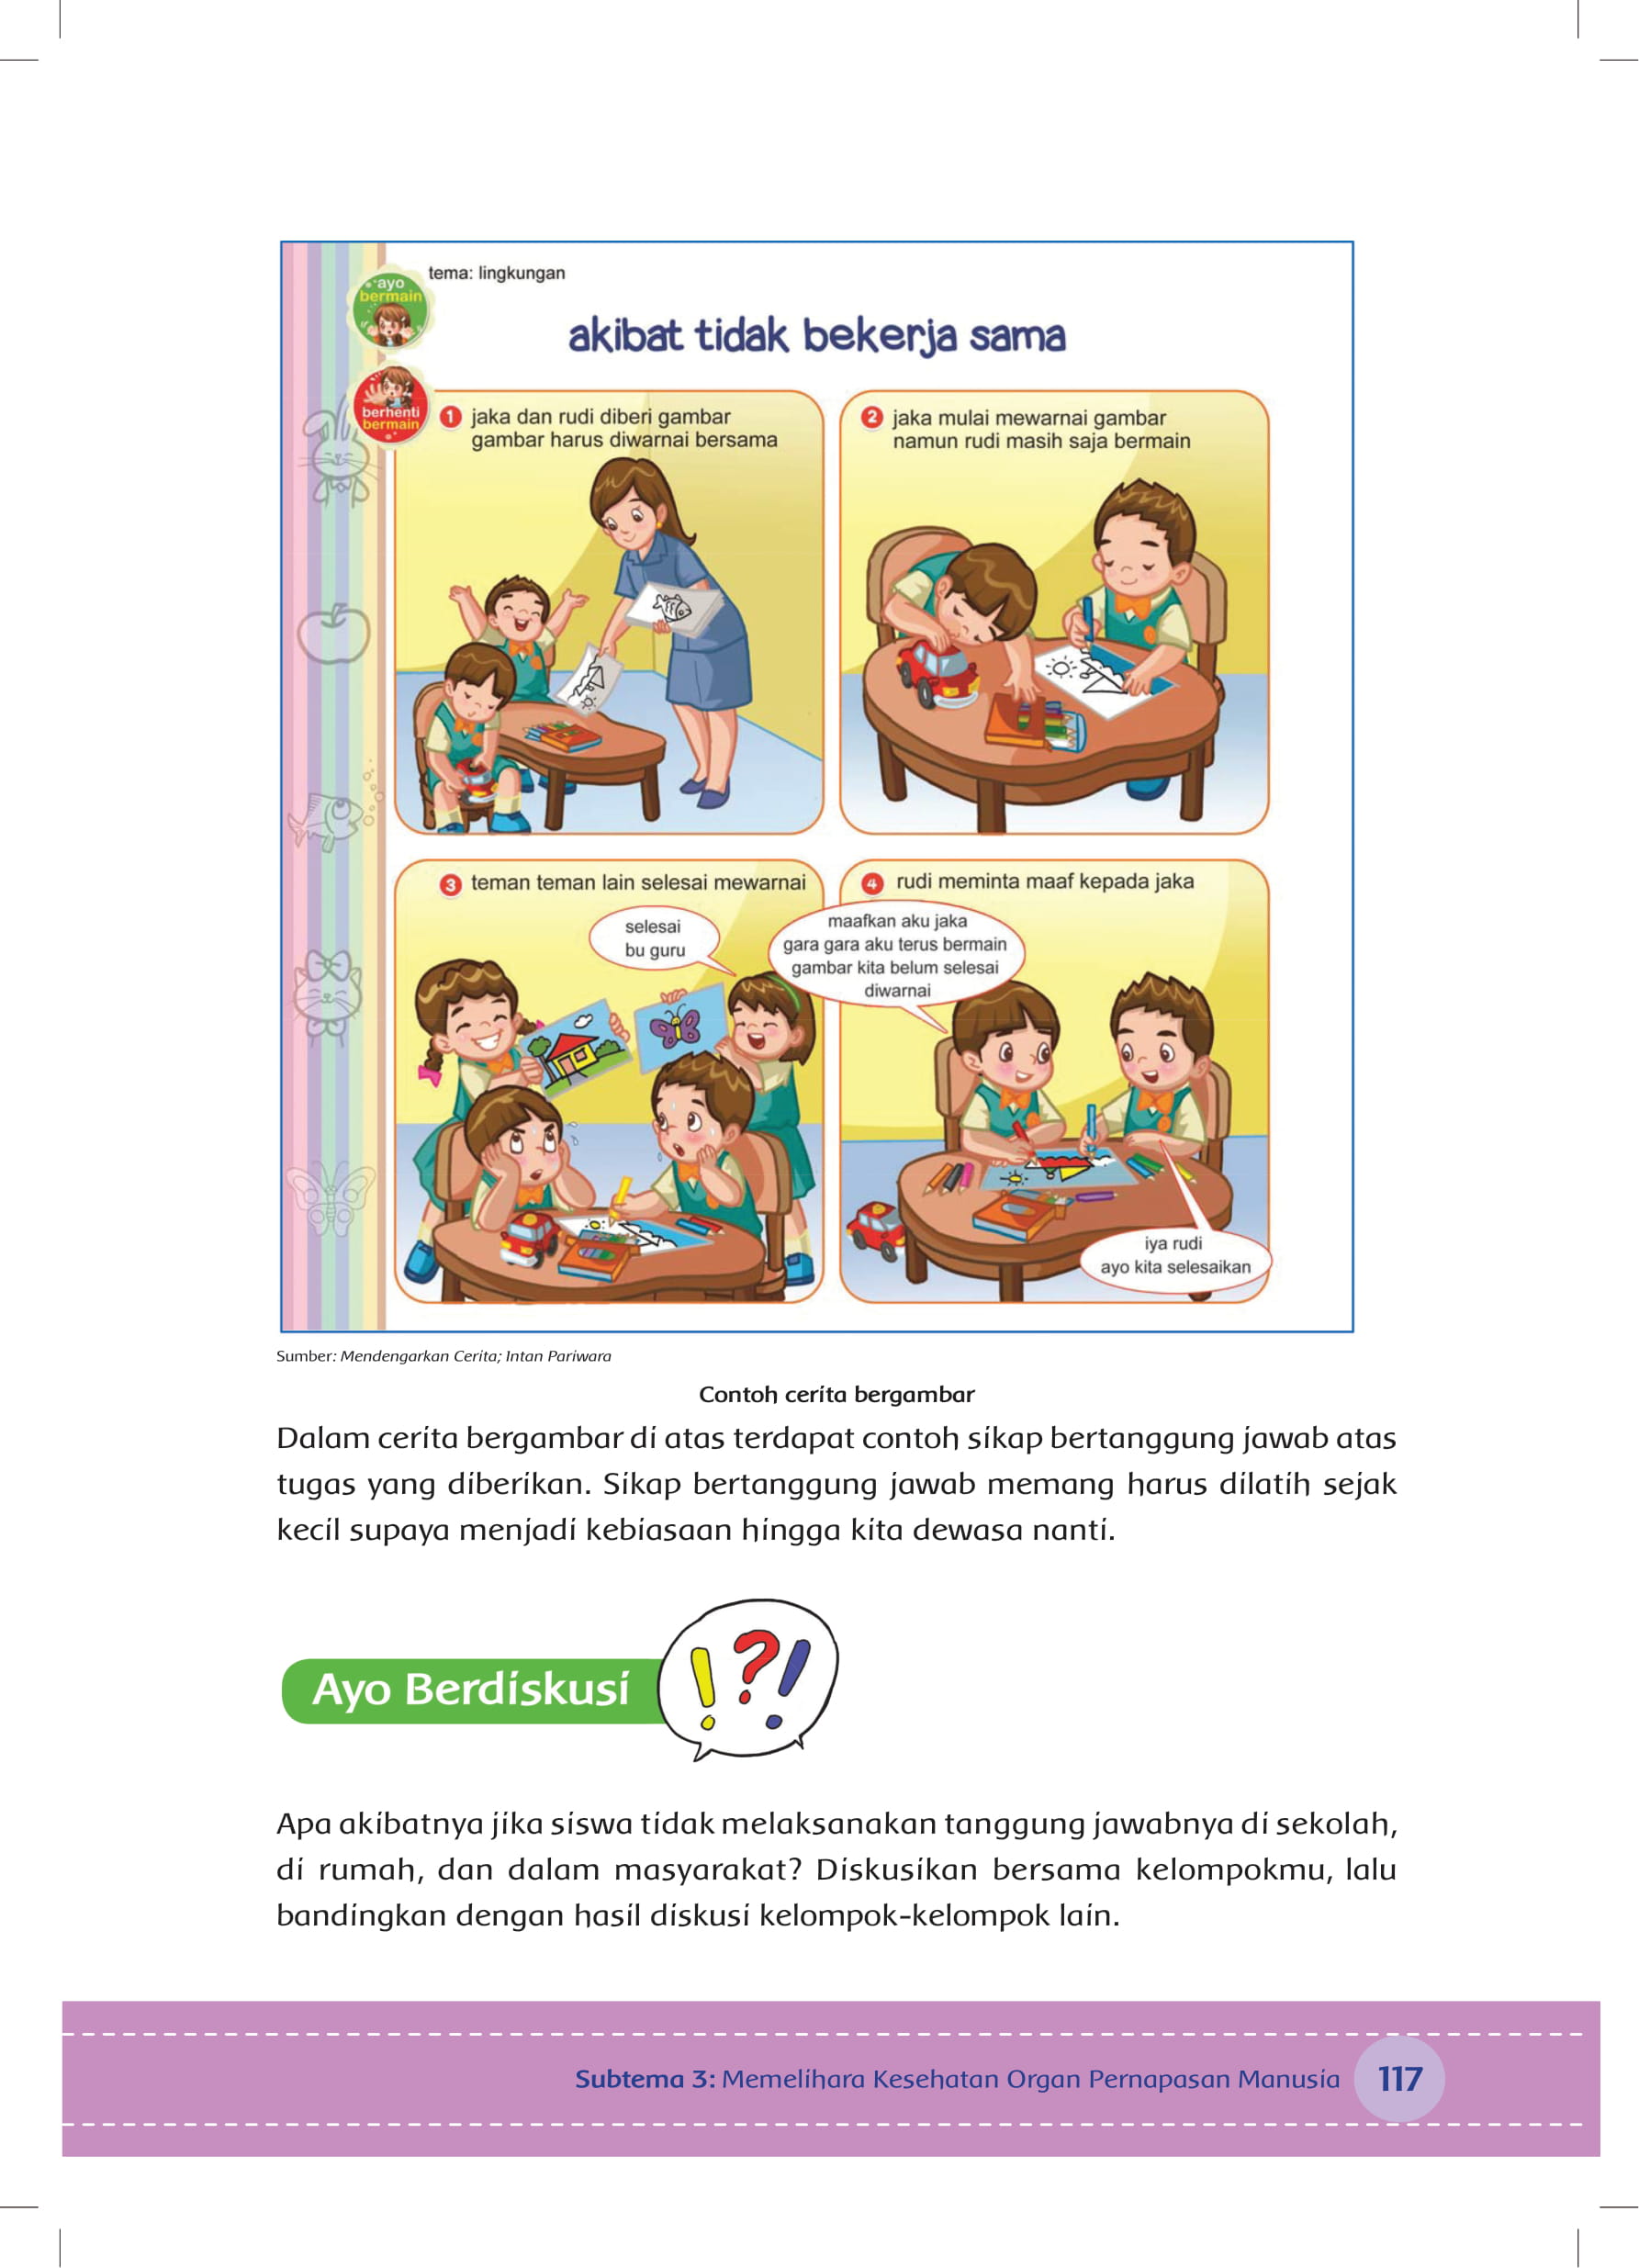 tema: lingkungan
ayo
bermain
akibat tidak bekerja sama
berhenti
bermain
1 jaka dan rudi diberi gambar
gambar harus diwarnai bersama
2 jaka mulai mewarnai gambar
namun rudi masih saja bermain
3 teman teman lain selesai mewarnai
selesai
bu guru
4 rudi meminta maaf kepada jaka
maafkan aku jaka
gara gara aku terus bermain
gambar kita belum selesai
diwarnai
iya rudi
ayo kita selesaikan
Sumber: Mendengarkan Cerita; Intan Pariwara
Contoh cerita bergambar
Dalam cerita bergambar di atas terdapat contoh sikap bertanggung jawab atas
tugas yang diberikan. Sikap bertanggung jawab memang harus dilatih sejak
kecil supaya menjadi kebiasaan hingga kita dewasa nanti.
Ayo Berdiskusi
!?!
Apa akibatnya jika siswa tidak melaksanakan tanggung jawabnya di sekolah,
di rumah, dan dalam masyarakat? Diskusikan bersama kelompokmu, lalu
bandingkan dengan hasil diskusi kelompok-kelompok lain.
Subtema 3: Memelihara Kesehatan Organ Pernapasan Manusia 117